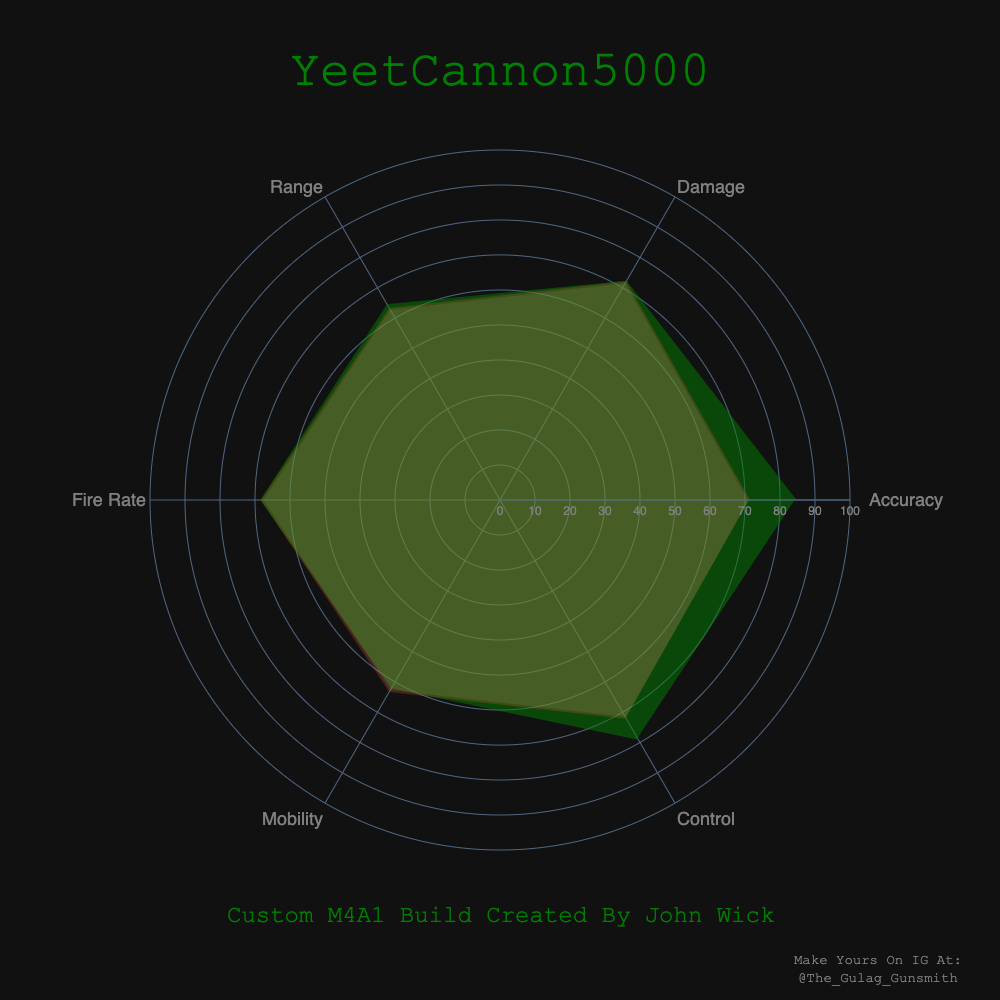 YeetCannon5000
Range
Damage
Fire Rate
0 10 20 30 40 50 60 70 80 90 100
Accuracy
Mobility
Control
Custom M4A1 Build Created By John Wick
Make Yours On IG At:
@The_Gulag_Gunsmith